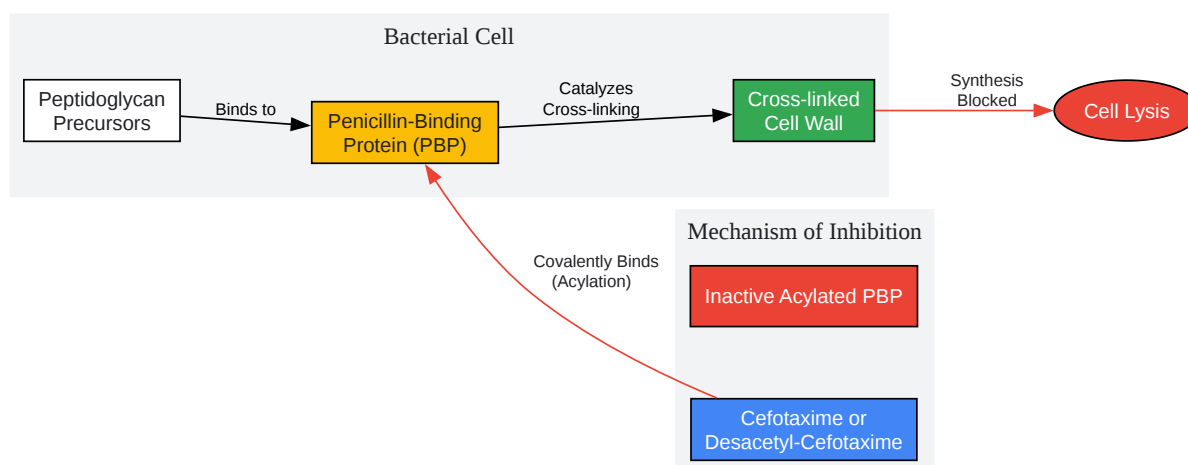 Bacterial Cell
Peptidoglycan
Precursors
Binds to
Penicillin-Binding
Protein (PBP)
Catalyzes
Cross-linking
Cross-linked
Cell Wall
Synthesis
Blocked
Cell Lysis
Mechanism of Inhibition
Covalently Binds
(Acylation)
Inactive Acylated PBP
Cefotaxime or
Desacetyl-Cefotaxime